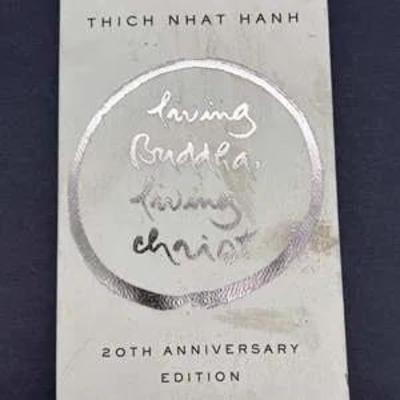 THICH NHAT HANH
living
Buddha,
living
christ
20TH ANNIVERSARY
EDITION